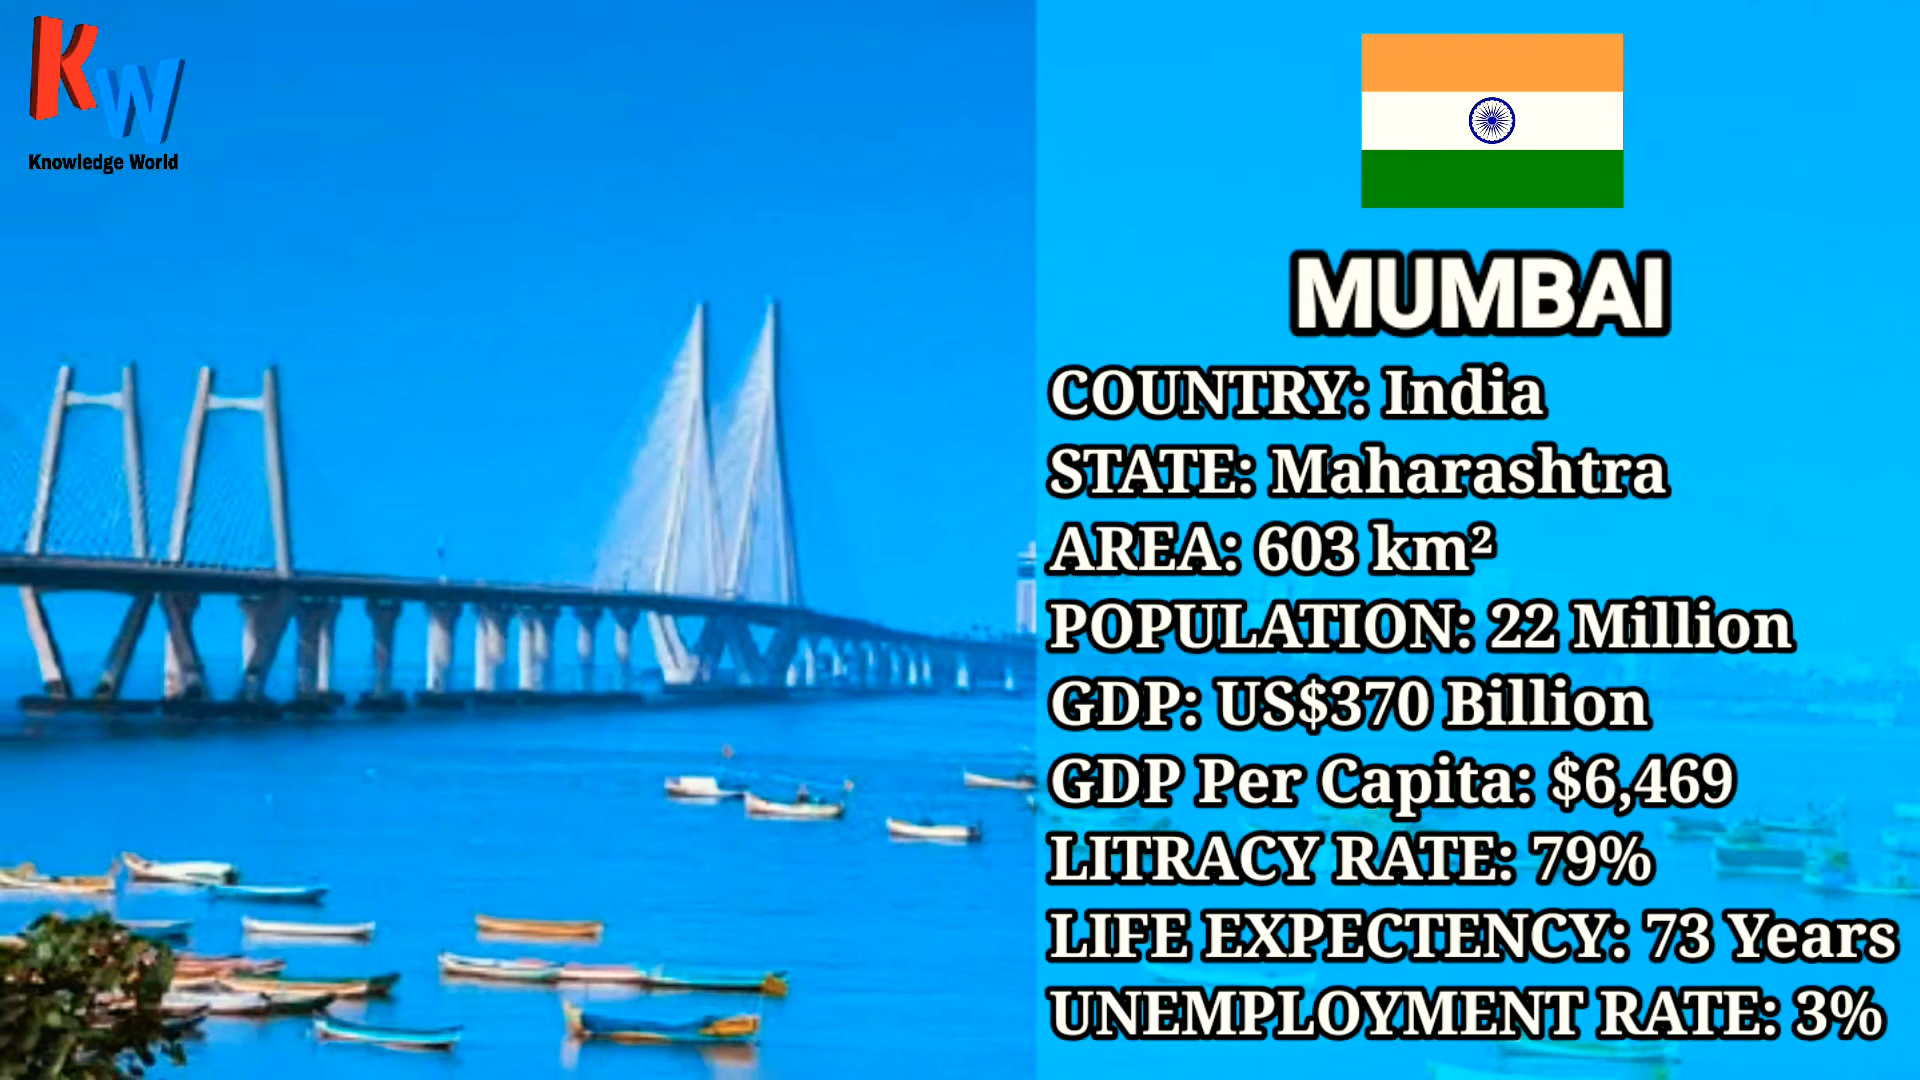 KW
Knowledge World
MUMBAI
COUNTRY: India
STATE: Maharashtra
AREA: 603 km²
POPULATION: 22 Million
GDP: US$370 Billion
GDP Per Capita: $6,469
LITRACY RATE: 79%
LIFE EXPECTENCY: 73 Years
UNEMPLOYMENT RATE: 3%